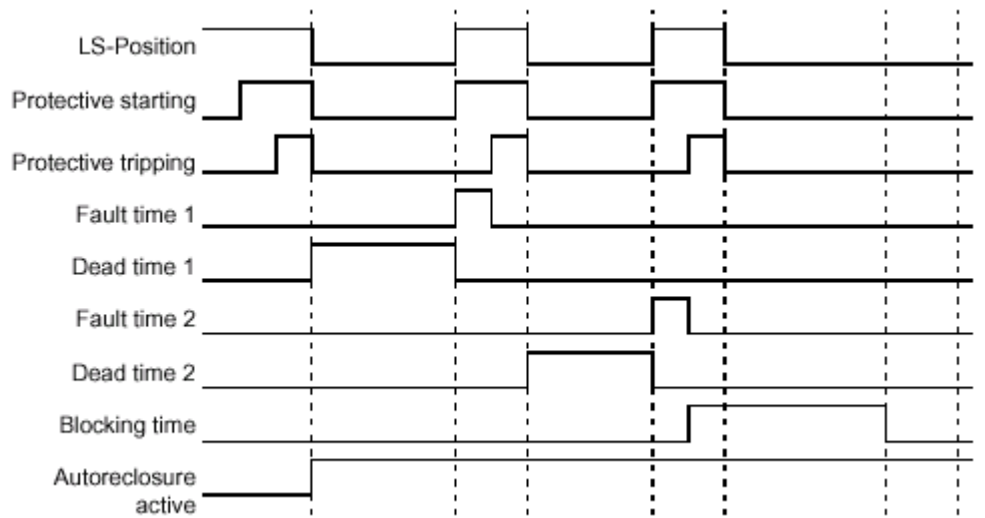 LS-Position
Protective starting
Protective tripping
Fault time 1
Dead time 1
Fault time 2
Dead time 2
Blocking time
Autoreclosure
active